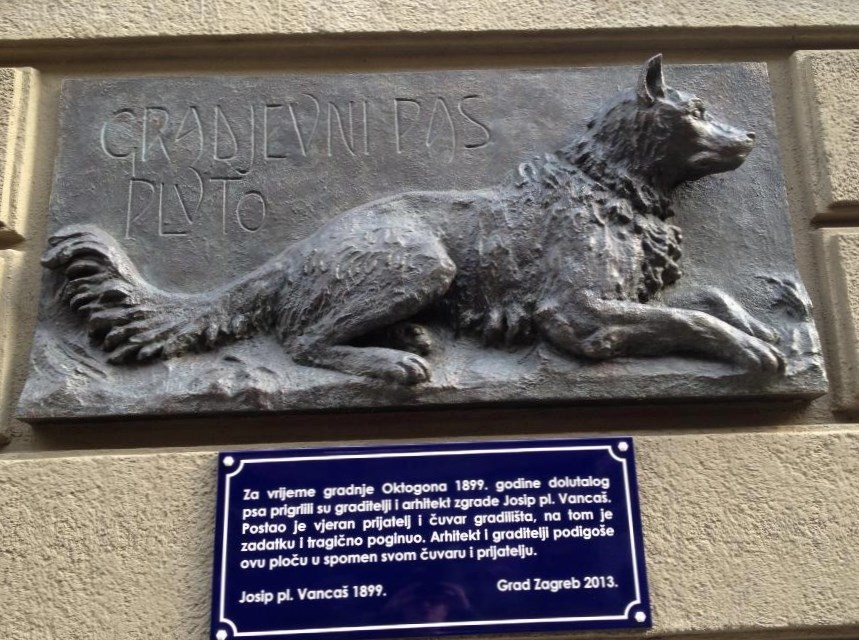 GRADJEVNI PAS
PLVTO
Za vrijeme gradnje Oktogona 1899. godine dolutalog
psa prigrlili su graditelji i arhitekt zgrade Josip pl. Vancaš.
Postao je vjeran prijatelj i čuvar gradilišta, na tom je
zadatku i tragično poginuo. Arhitekt i graditelji podigoše
ovu ploču u spomen svom čuvaru i prijatelju.
Josip pl. Vancaš 1899. Grad Zagreb 2013.